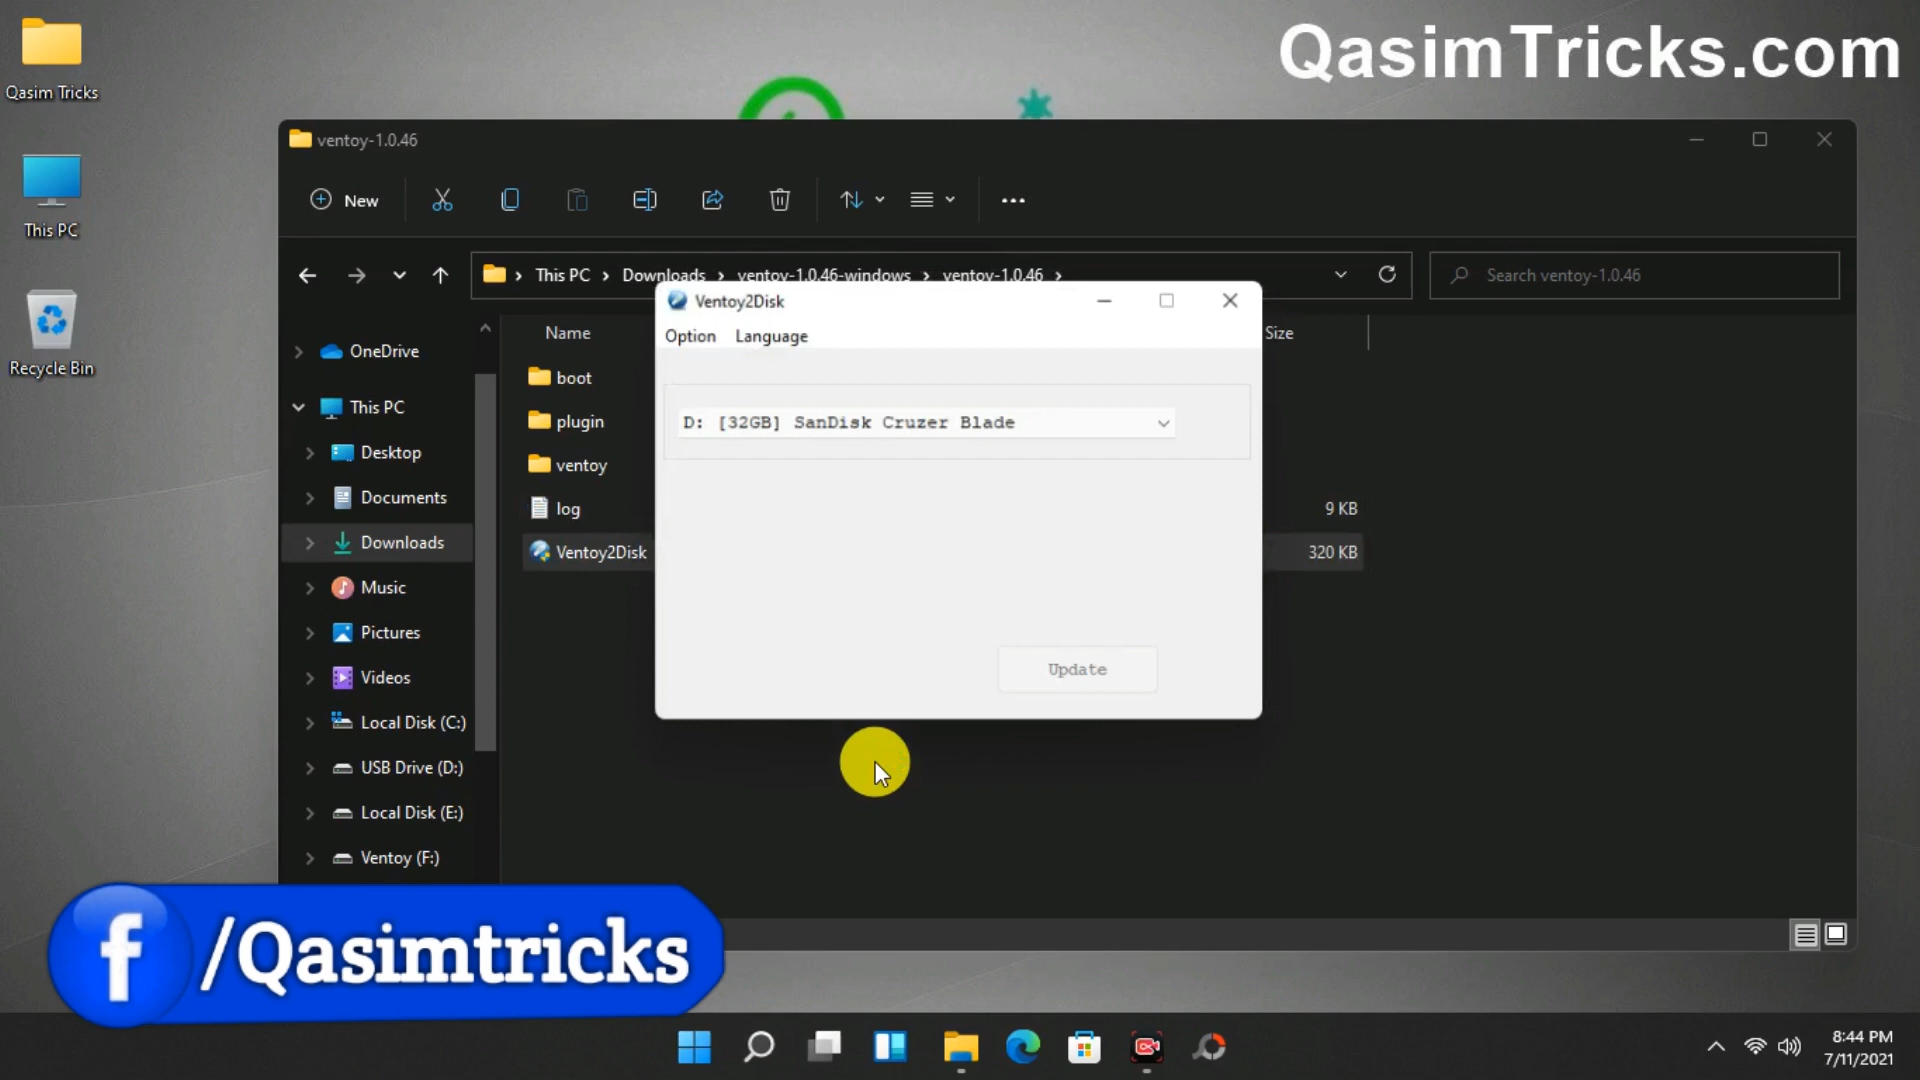 QasimTricks.com
Qasim Tricks
This PC
Recycle Bin
ventoy-1.0.46
New
This PC
Downloads
ventoy-1.0.46-windows
ventoy-1.0.46
Search ventoy-1.0.46
OneDrive
This PC
Desktop
Documents
Downloads
Music
Pictures
Videos
Local Disk (C:)
USB Drive (D:)
Local Disk (E:)
Ventoy (F:)
Name
Size
boot
plugin
ventoy
log
9 KB
Ventoy2Disk
320 KB
Ventoy2Disk
Option Language
D: [32GB] SanDisk Cruzer Blade
Update
f /Qasimtricks
8:44 PM
7/11/2021